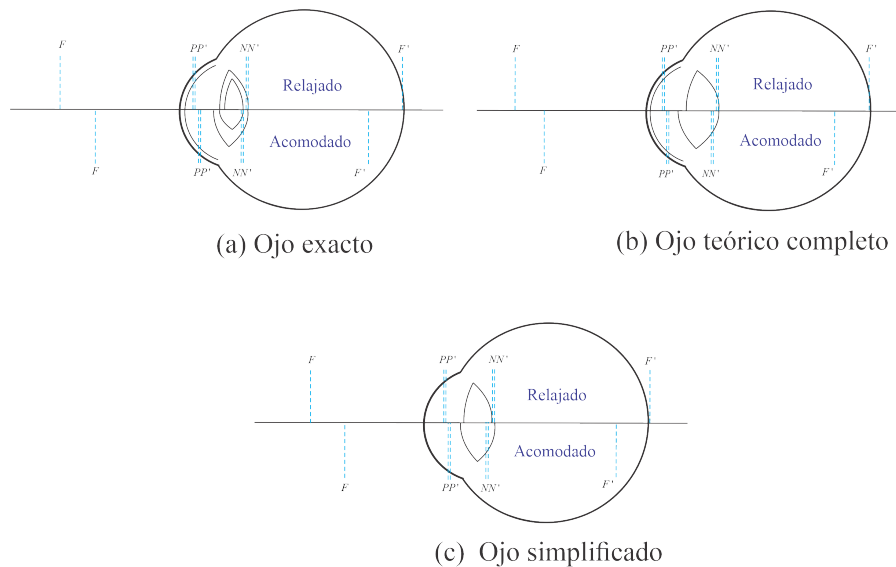 F PP' NN' F'
Relajado
Acomodado
F PP' NN' F'
(a) Ojo exacto
F PP' NN' F'
Relajado
Acomodado
F PP' NN' F'
(b) Ojo teórico completo
F PP' NN' F'
Relajado
Acomodado
F PP' NN' F'
(c) Ojo simplificado